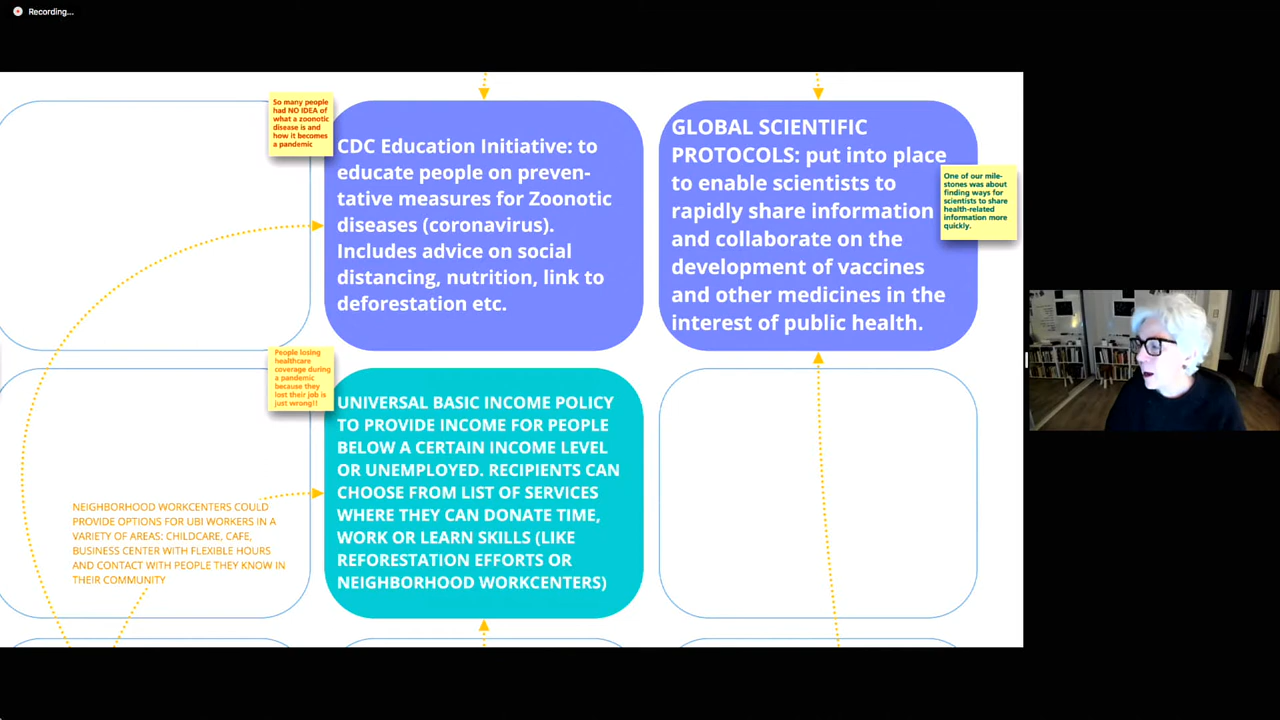 Recording...
So many people
had NO IDEA of
what a zoonotic
disease is and
how it becomes
a pandemic
CDC Education Initiative: to
educate people on preven-
tative measures for Zoonotic
diseases (coronavirus).
Includes advice on social
distancing, nutrition, link to
deforestation etc.
GLOBAL SCIENTIFIC
PROTOCOLS: put into place
to enable scientists to
rapidly share information
and collaborate on the
development of vaccines
and other medicines in the
interest of public health.
One of our mile-
stones was about
finding ways for
scientists to share
health-related
information more
quickly.
People losing
healthcare
coverage during
a pandemic
because they
lost their job is
just wrong!!
UNIVERSAL BASIC INCOME POLICY
TO PROVIDE INCOME FOR PEOPLE
BELOW A CERTAIN INCOME LEVEL
OR UNEMPLOYED. RECIPIENTS CAN
CHOOSE FROM LIST OF SERVICES
WHERE THEY CAN DONATE TIME,
WORK OR LEARN SKILLS (LIKE
REFORESTATION EFFORTS OR
NEIGHBORHOOD WORKCENTERS)
NEIGHBORHOOD WORKCENTERS COULD
PROVIDE OPTIONS FOR UBI WORKERS IN A
VARIETY OF AREAS; CHILDCARE, CAFE,
BUSINESS CENTER WITH FLEXIBLE HOURS
AND CONTACT WITH PEOPLE THEY KNOW IN
THEIR COMMUNITY